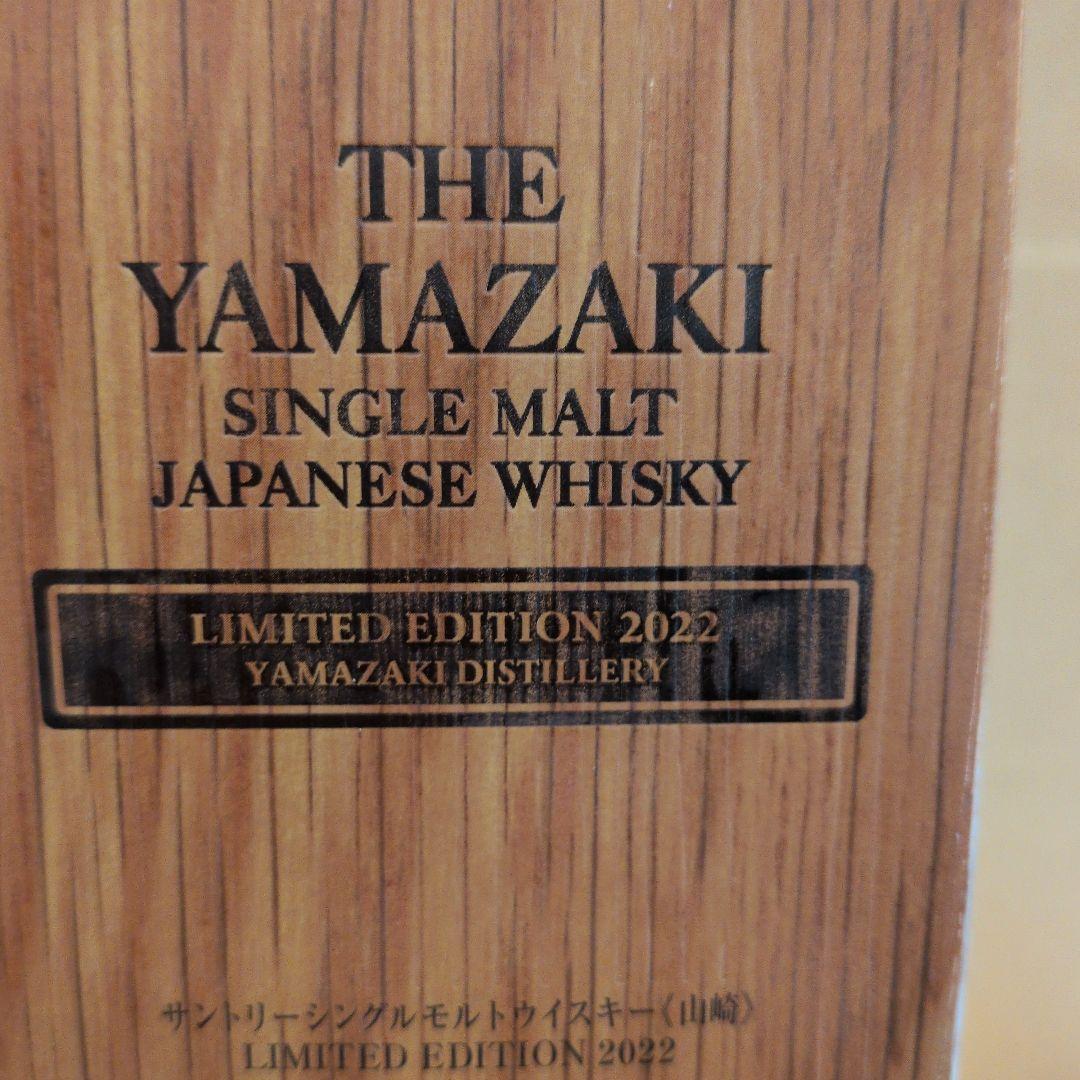 THE
YAMAZAKI
SINGLE MALT
JAPANESE WHISKY
LIMITED EDITION 2022
YAMAZAKI DISTILLERY
サントリーシングルモルトウイスキー《山崎》
LIMITED EDITION 2022